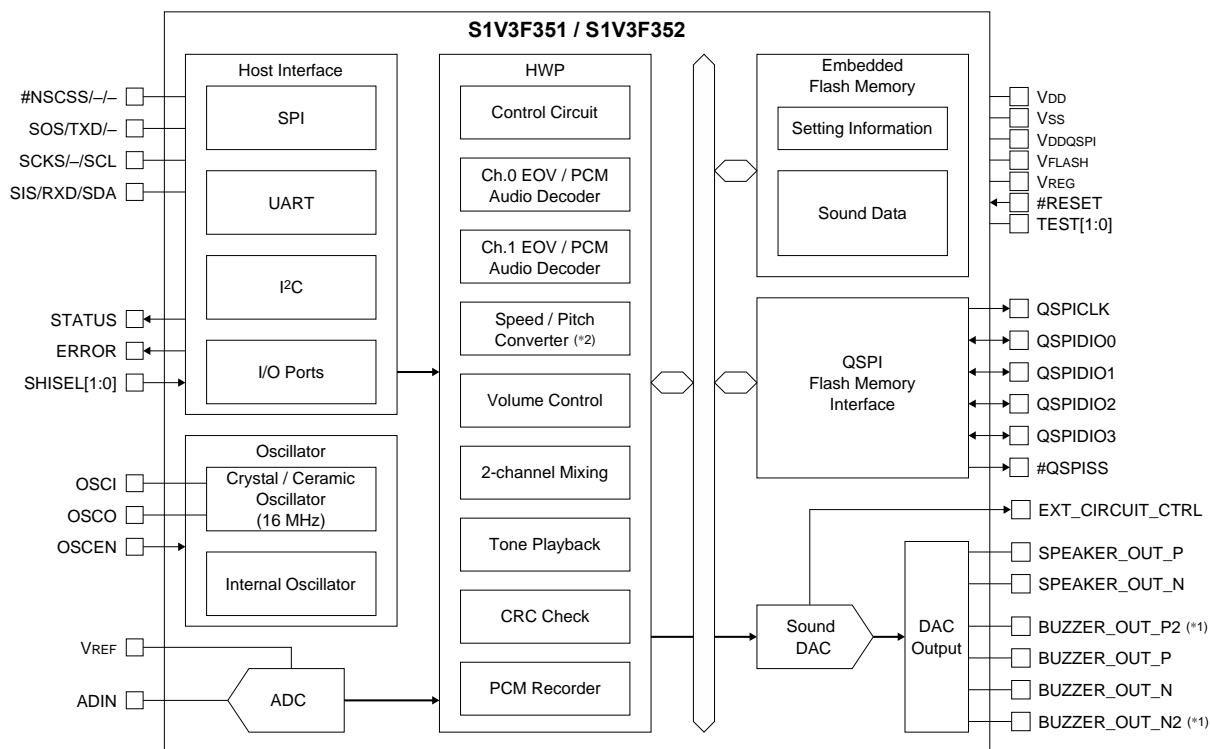 S1V3F351 / S1V3F352
Host Interface
SPI
UART
I²C
I/O Ports
#NSCSS/–/–
SOS/TXD/–
SCKS/–/SCL
SIS/RXD/SDA
STATUS
ERROR
SHISEL[1:0]
Oscillator
Crystal / Ceramic
Oscillator
(16 MHz)
Internal Oscillator
OSCI
OSCO
OSCEN
VREF
ADIN
ADC
HWP
Control Circuit
Ch.0 EOV / PCM
Audio Decoder
Ch.1 EOV / PCM
Audio Decoder
Speed / Pitch
Converter (*2)
Volume Control
2-channel Mixing
Tone Playback
CRC Check
PCM Recorder
Embedded
Flash Memory
Setting Information
Sound Data
VDD
VSS
VDDQSPI
VFLASH
VREG
#RESET
TEST[1:0]
QSPI
Flash Memory
Interface
QSPICLK
QSPIDIO0
QSPIDIO1
QSPIDIO2
QSPIDIO3
#QSPISS
EXT_CIRCUIT_CTRL
Sound
DAC
DAC
Output
SPEAKER_OUT_P
SPEAKER_OUT_N
BUZZER_OUT_P2 (*1)
BUZZER_OUT_P
BUZZER_OUT_N
BUZZER_OUT_N2 (*1)